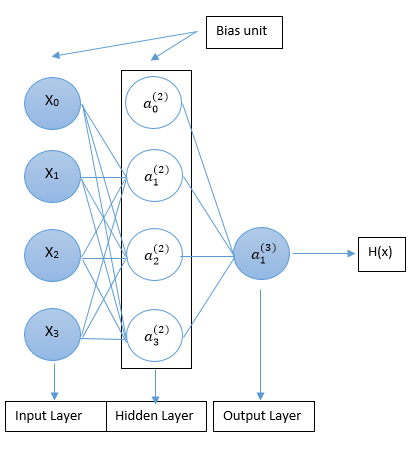 Bias unit
X₀
a₀⁽²⁾
X₁
a₁⁽²⁾
X₂
a₂⁽²⁾
a₁⁽³⁾
H(x)
X₃
a₃⁽²⁾
Input Layer
Hidden Layer
Output Layer